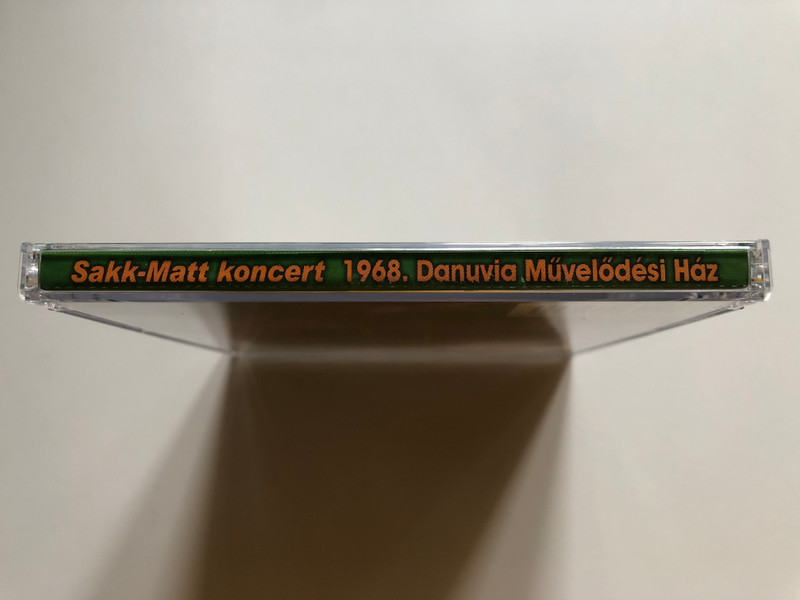 Sakk-Matt koncert 1968. Danuvia Művelődési Ház